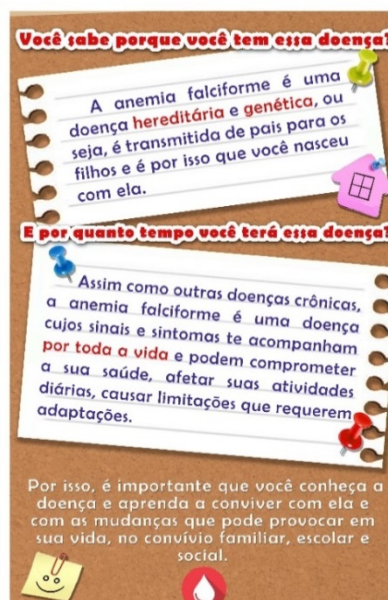 Você sabe porque você tem essa doença?
A anemia falciforme é uma
doença hereditária e genética, ou
seja, é transmitida de pais para os
filhos e é por isso que você nasceu
com ela.
E por quanto tempo você terá essa doença?
Assim como outras doenças crônicas,
a anemia falciforme é uma doença
cujos sinais e sintomas te acompanham
por toda a vida e podem comprometer
a sua saúde, afetar suas atividades
diárias, causar limitações que requerem
adaptações.
Por isso, é importante que você conheça a
doença e aprenda a conviver com ela e
com as mudanças que pode provocar em
sua vida, no convívio familiar, escolar e
social.